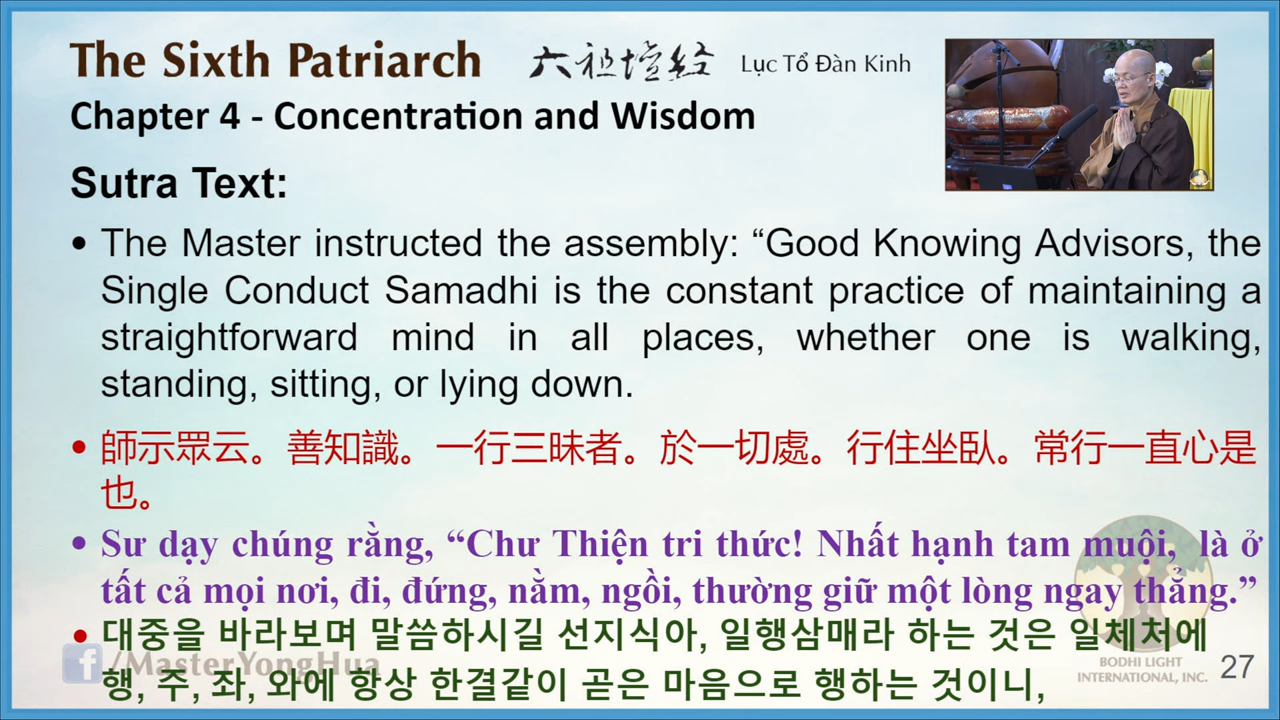 The Sixth Patriarch 六祖壇經 Lục Tổ Đàn Kinh
Chapter 4 - Concentration and Wisdom
Sutra Text:
• The Master instructed the assembly: “Good Knowing Advisors, the
Single Conduct Samadhi is the constant practice of maintaining a
straightforward mind in all places, whether one is walking,
standing, sitting, or lying down.
• 師示眾云。善知識。一行三昧者。於一切處。行住坐臥。常行一直心是
也。
• Sư dạy chúng rằng, “Chư Thiện tri thức! Nhất hạnh tam muội, là ở
tất cả mọi nơi, đi, đứng, nằm, ngồi, thường giữ một lòng ngay thẳng.”
• 대중을 바라보며 말씀하시길 선지식아, 일행삼매라 하는 것은 일체처에
행, 주, 좌, 와에 항상 한결같이 곧은 마음으로 행하는 것이니,
f/MasterYongHua
BODHI LIGHT
INTERNATIONAL, INC.
27